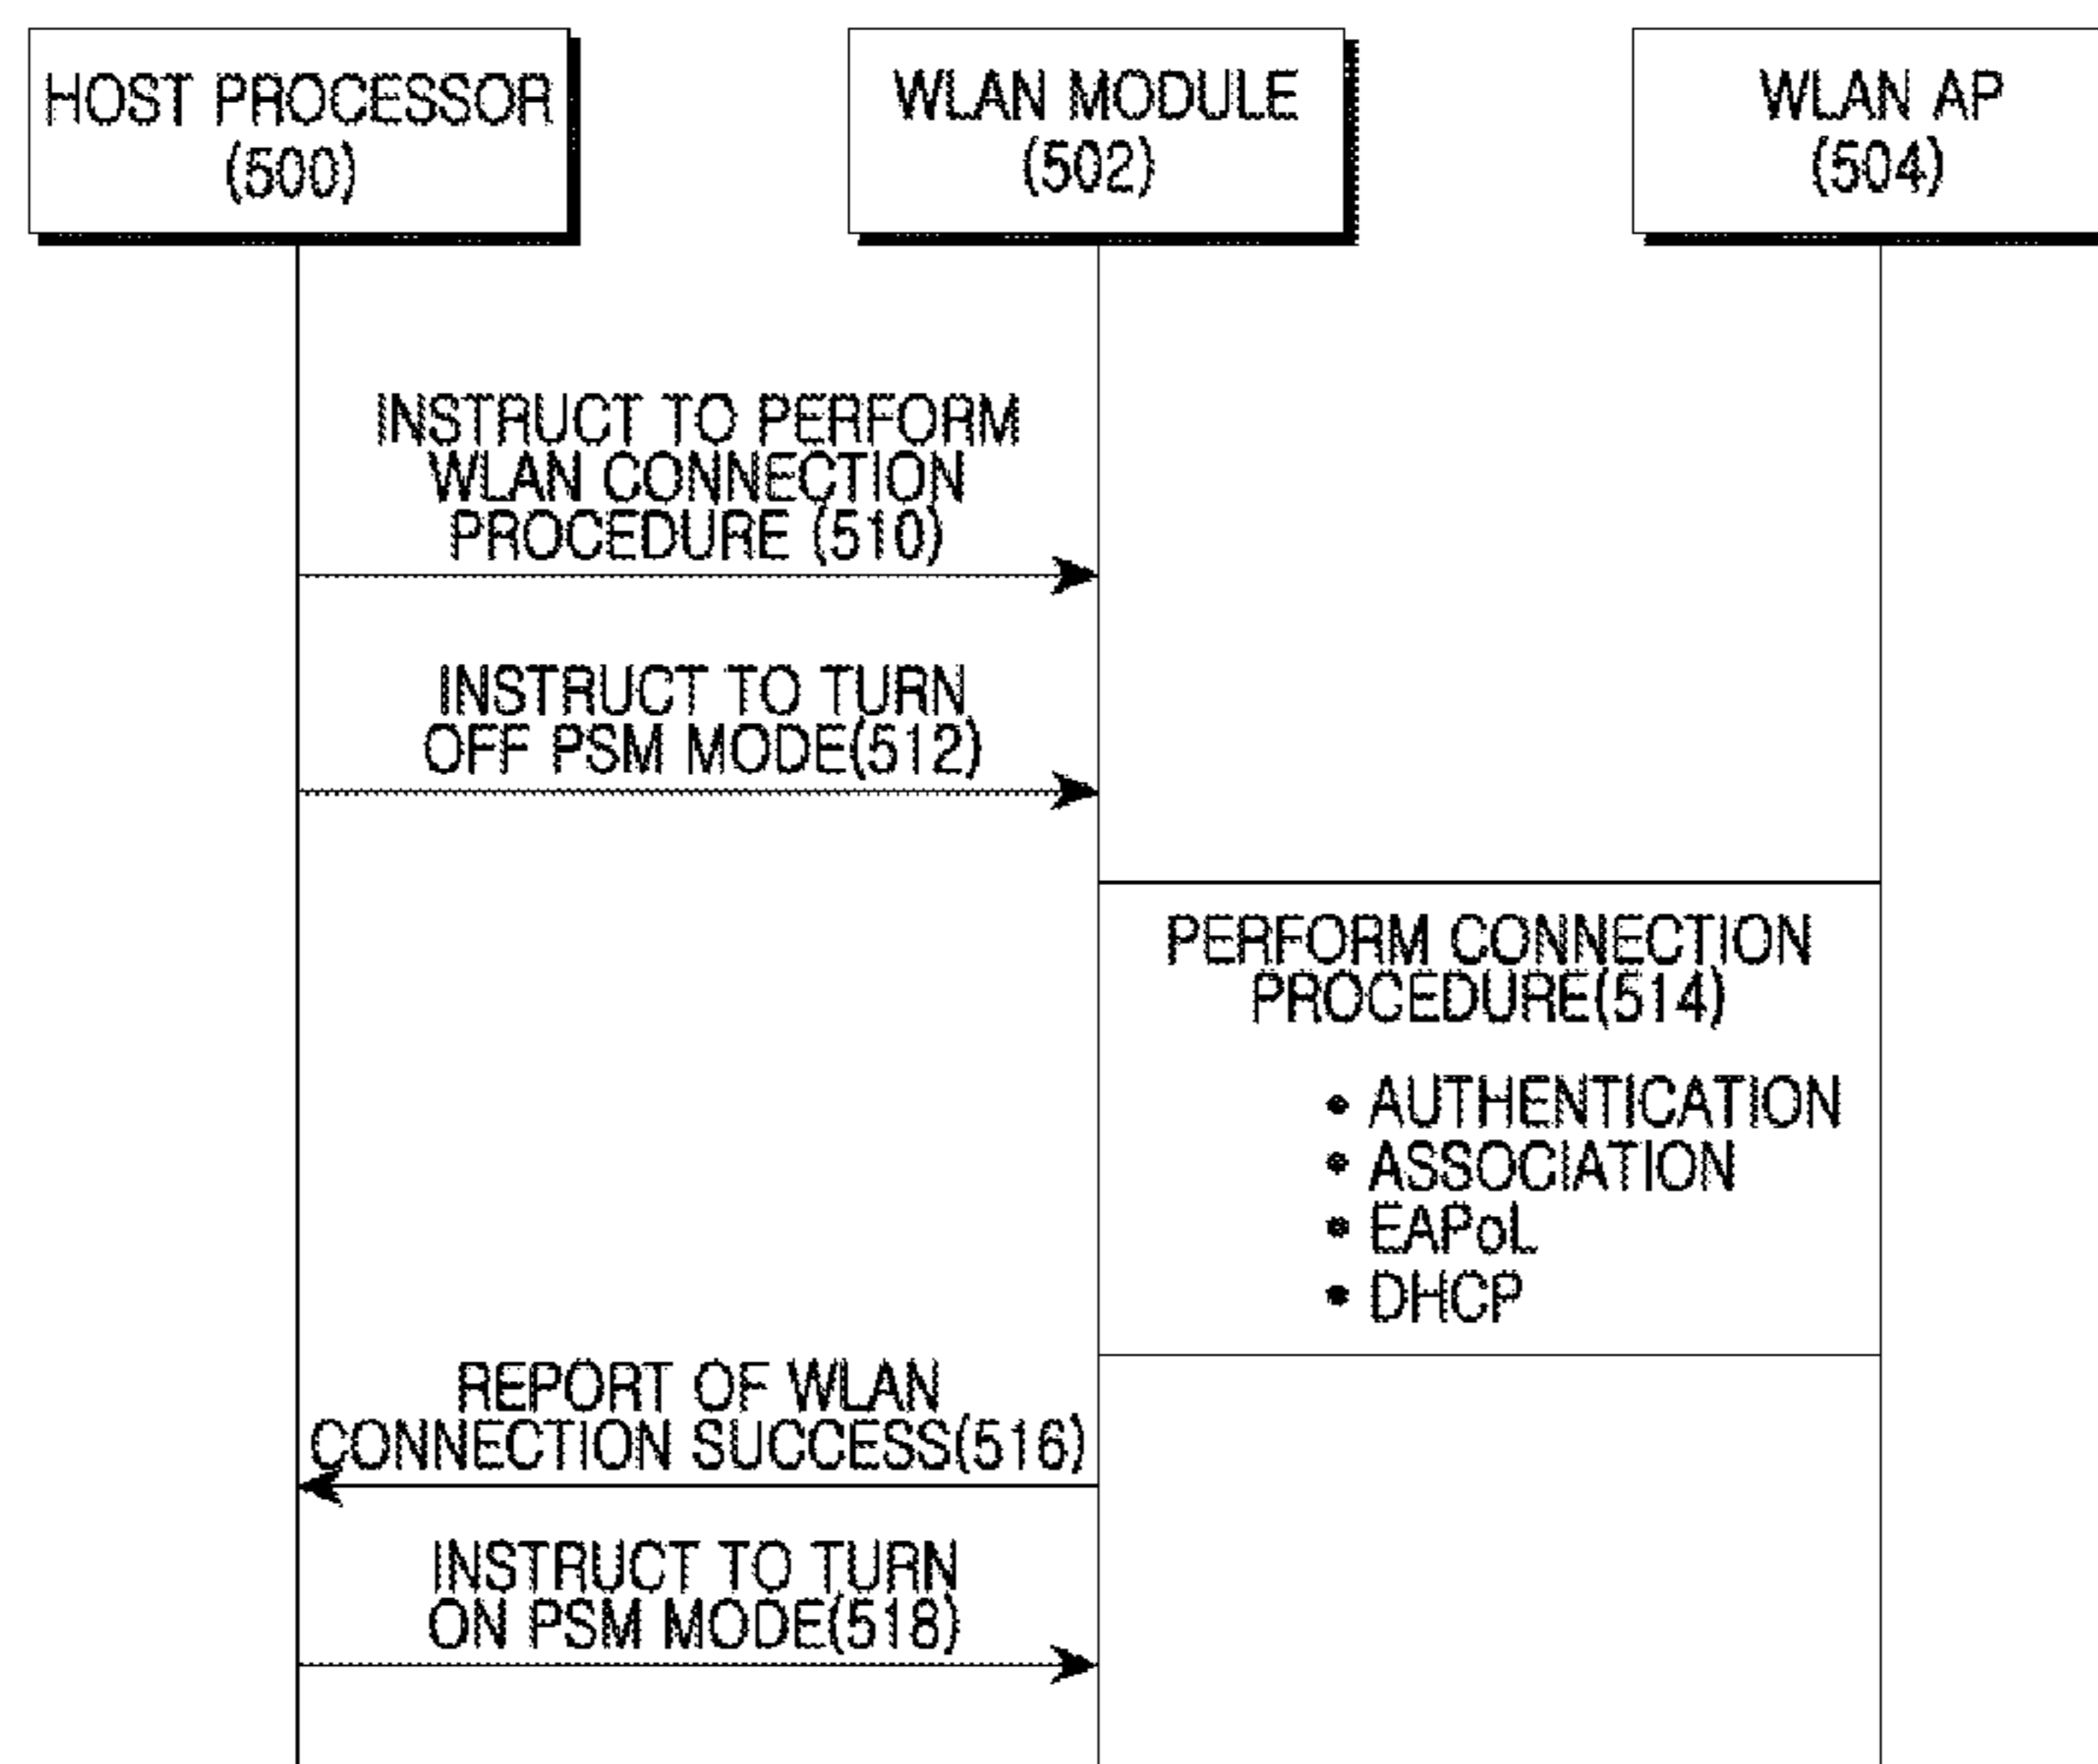 HOST PROCESSOR
(500)
WLAN MODULE
(502)
WLAN AP
(504)
INSTRUCT TO PERFORM
WLAN CONNECTION
PROCEDURE (510)
INSTRUCT TO TURN
OFF PSM MODE(512)
PERFORM CONNECTION
PROCEDURE(514)
• AUTHENTICATION
• ASSOCIATION
• EAPoL
• DHCP
REPORT OF WLAN
CONNECTION SUCCESS(516)
INSTRUCT TO TURN
ON PSM MODE(518)